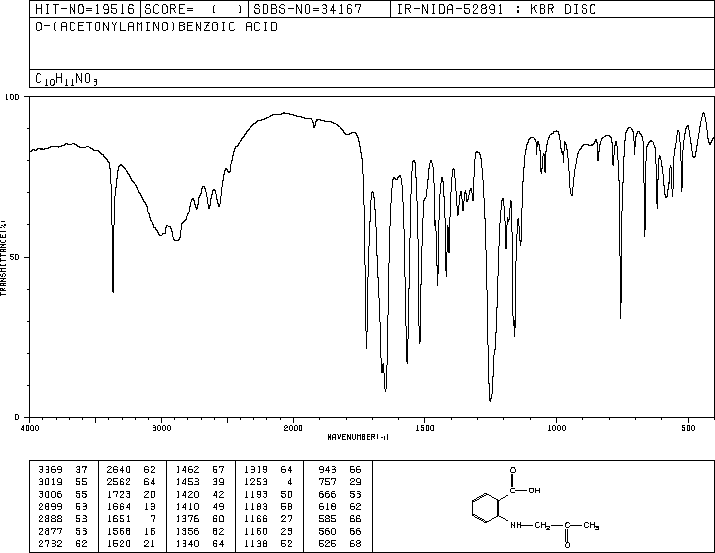 HIT-NO=19516 SCORE= ( ) SDBS-NO=34167 IR-NIDA-52891 : KBR DISC
O-(ACETONYLAMINO)BENZOIC ACID
C10H11NO3
100
50
0
TRANSMITTANCE(%)
4000 3000 2000 1500 1000 500
WAVENUMBER(-1)
3369 37 2640 62 1462 57 1319 64 943 66
3019 55 2562 64 1453 39 1253 4 757 29
3006 55 1723 20 1420 42 1193 50 666 53
2899 53 1664 13 1410 49 1183 58 618 62
2888 53 1651 7 1376 60 1166 27 585 66
2877 53 1568 16 1356 62 1160 23 560 66
2732 62 1520 21 1340 64 1138 52 526 68
O
C
OH
NH CH2 C CH3
O